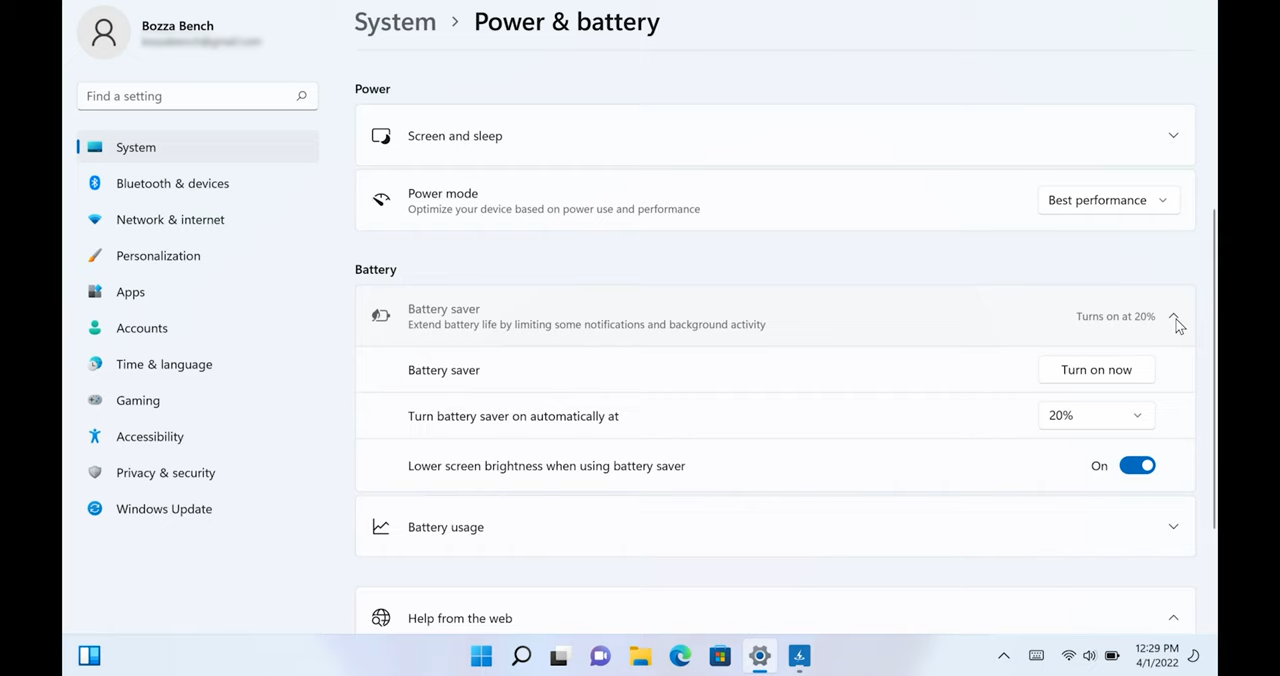 Bozza Bench
System > Power & battery
Find a setting
System
Bluetooth & devices
Network & internet
Personalization
Apps
Accounts
Time & language
Gaming
Accessibility
Privacy & security
Windows Update
Power
Screen and sleep
Power mode
Optimize your device based on power use and performance
Best performance
Battery
Battery saver
Extend battery life by limiting some notifications and background activity
Turns on at 20%
Battery saver
Turn on now
Turn battery saver on automatically at
20%
Lower screen brightness when using battery saver
On
Battery usage
Help from the web
12:29 PM
4/1/2022